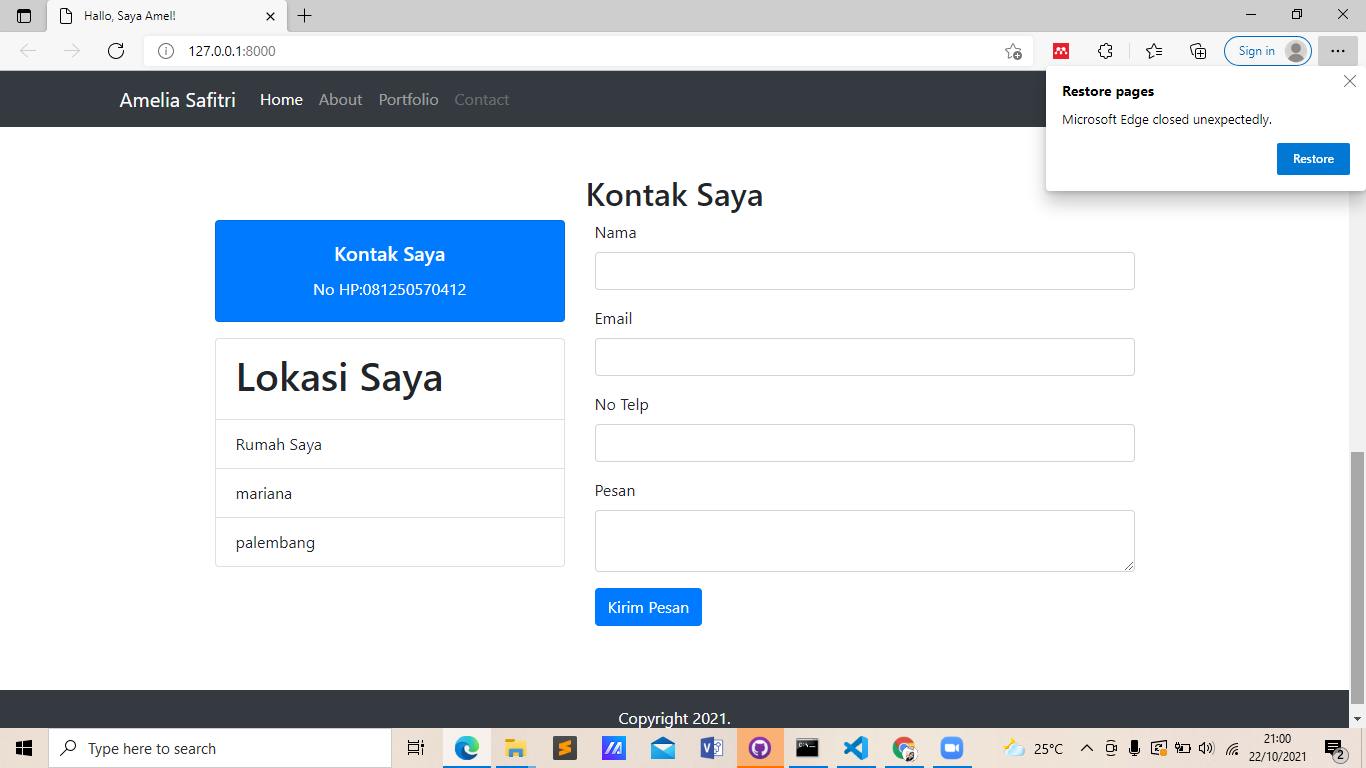 Hallo, Saya Amel!
127.0.0.1:8000
Sign in
Amelia Safitri Home About Portfolio Contact
Restore pages
Microsoft Edge closed unexpectedly.
Restore
Kontak Saya
Kontak Saya
No HP:081250570412
Lokasi Saya
Rumah Saya
mariana
palembang
Nama
Email
No Telp
Pesan
Kirim Pesan
Copyright 2021.
Type here to search
25°C
21:00
22/10/2021
2